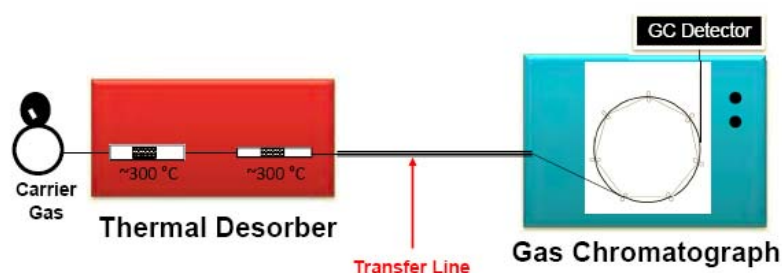 GC Detector
Carrier
Gas
~300 °C
~300 °C
Thermal Desorber
Transfer Line
Gas Chromatograph